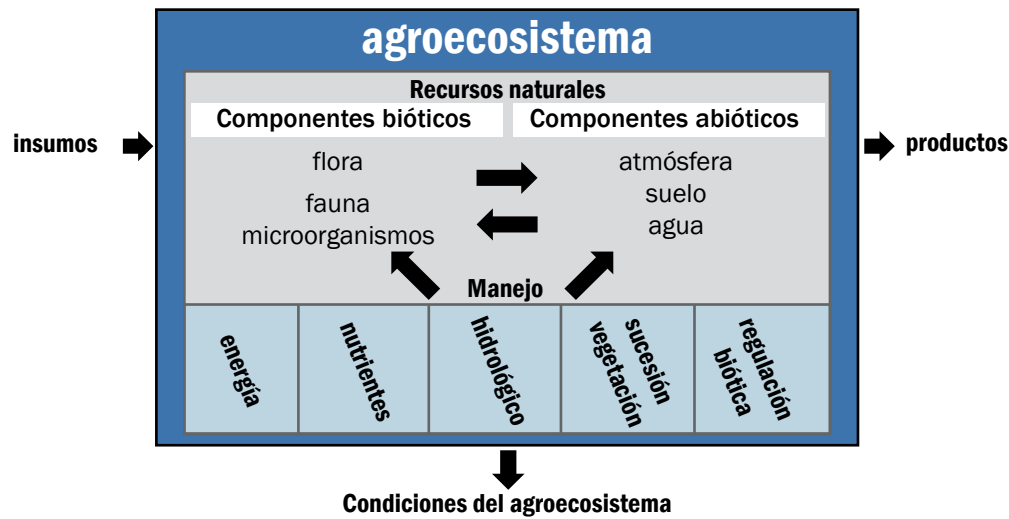 agroecosistema
Recursos naturales
Componentes bióticos
Componentes abióticos
insumos
productos
flora
fauna
microorganismos
atmósfera
suelo
agua
Manejo
energía
nutrientes
hidrológico
sucesión
vegetación
regulación
biótica
Condiciones del agroecosistema